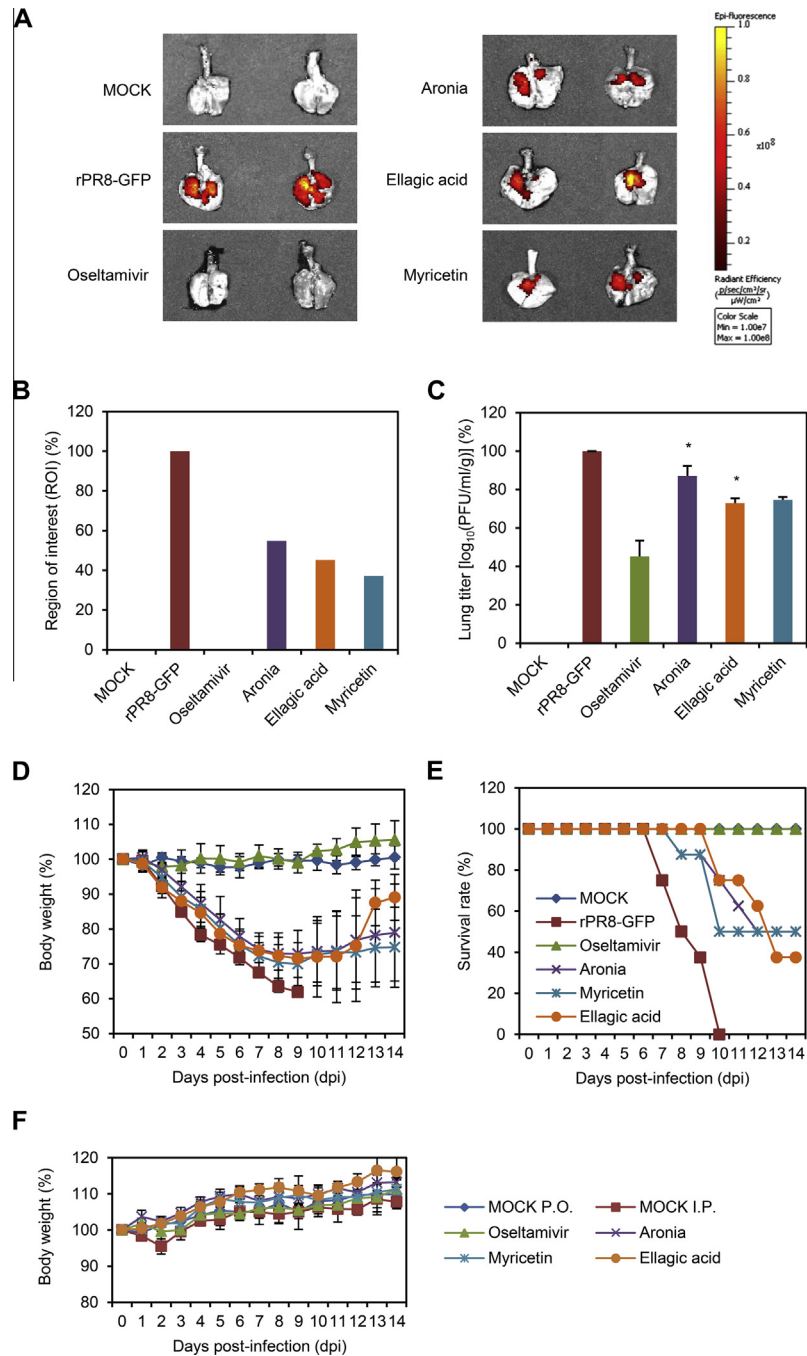 A
MOCK
rPR8-GFP
Oseltamivir
Aronia
Ellagic acid
Myricetin
Epi-fluorescence
1.0
0.8
0.6
x10⁸
0.4
0.2
Radiant Efficiency
(p/sec/cm²/sr
µW/cm²)
Color Scale
Min = 1.00e7
Max = 1.00e8
B
Region of interest (ROI) (%)
120
100
80
60
40
20
0
MOCK
rPR8-GFP
Oseltamivir
Aronia
Ellagic acid
Myricetin
C
Lung titer [log₁₀(PFU/ml/g)] (%)
120
100
80
60
40
20
0
*
*
MOCK
rPR8-GFP
Oseltamivir
Aronia
Ellagic acid
Myricetin
D
Body weight (%)
120
110
100
90
80
70
60
50
0 1 2 3 4 5 6 7 8 9 10 11 12 13 14
Days post-infection (dpi)
E
Survival rate (%)
120
100
80
60
40
20
0
MOCK
rPR8-GFP
Oseltamivir
Aronia
Myricetin
Ellagic acid
0 1 2 3 4 5 6 7 8 9 10 11 12 13 14
Days post-infection (dpi)
F
Body weight (%)
120
110
100
90
80
0 1 2 3 4 5 6 7 8 9 10 11 12 13 14
Days post-infection (dpi)
MOCK P.O. MOCK I.P.
Oseltamivir Aronia
Myricetin Ellagic acid